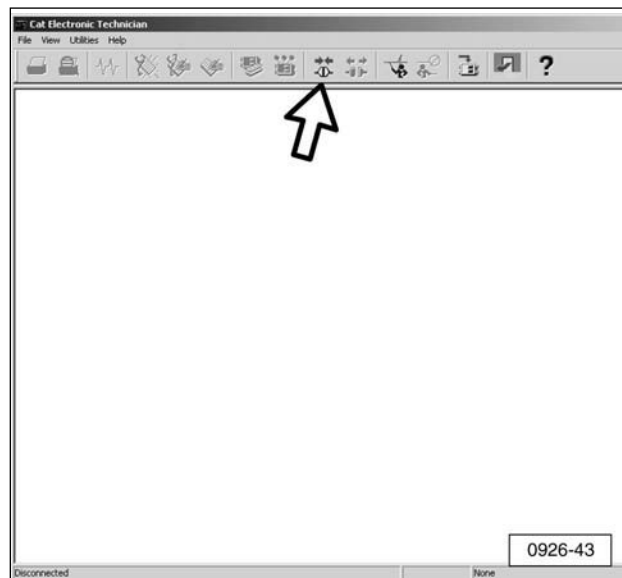 Cat Electronic Technician
File View Utilities Help
?
0926-43
Disconnected None